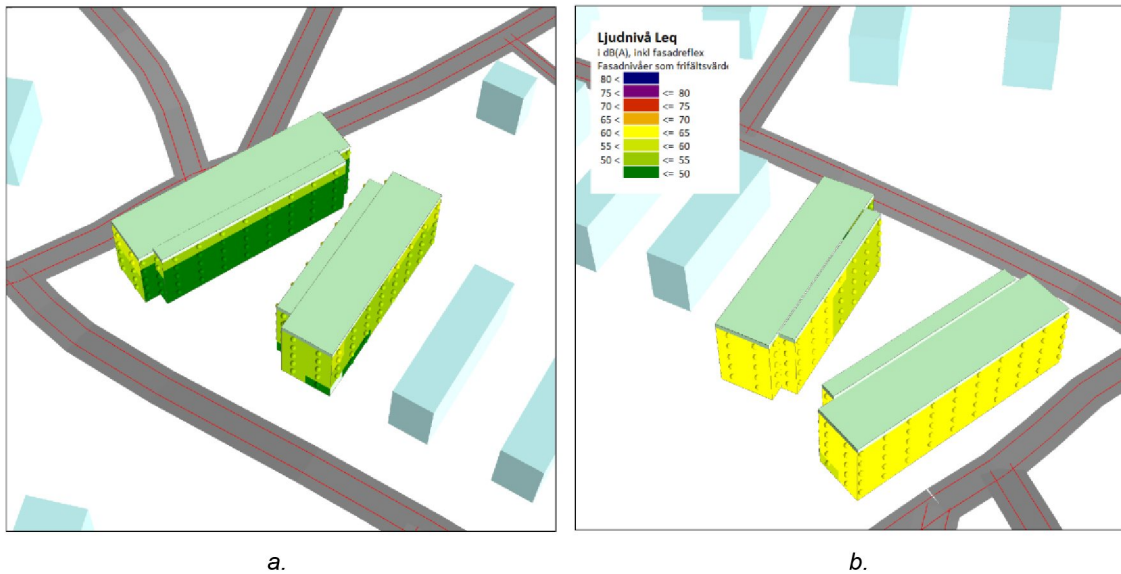 Ljudnivå Leq
i dB(A), inkl fasadreflex
Fasadnivåer som frifältsvärde
80 <
75 < <= 80
70 < <= 75
65 < <= 70
60 < <= 65
55 < <= 60
50 < <= 55
<= 50
a.
b.